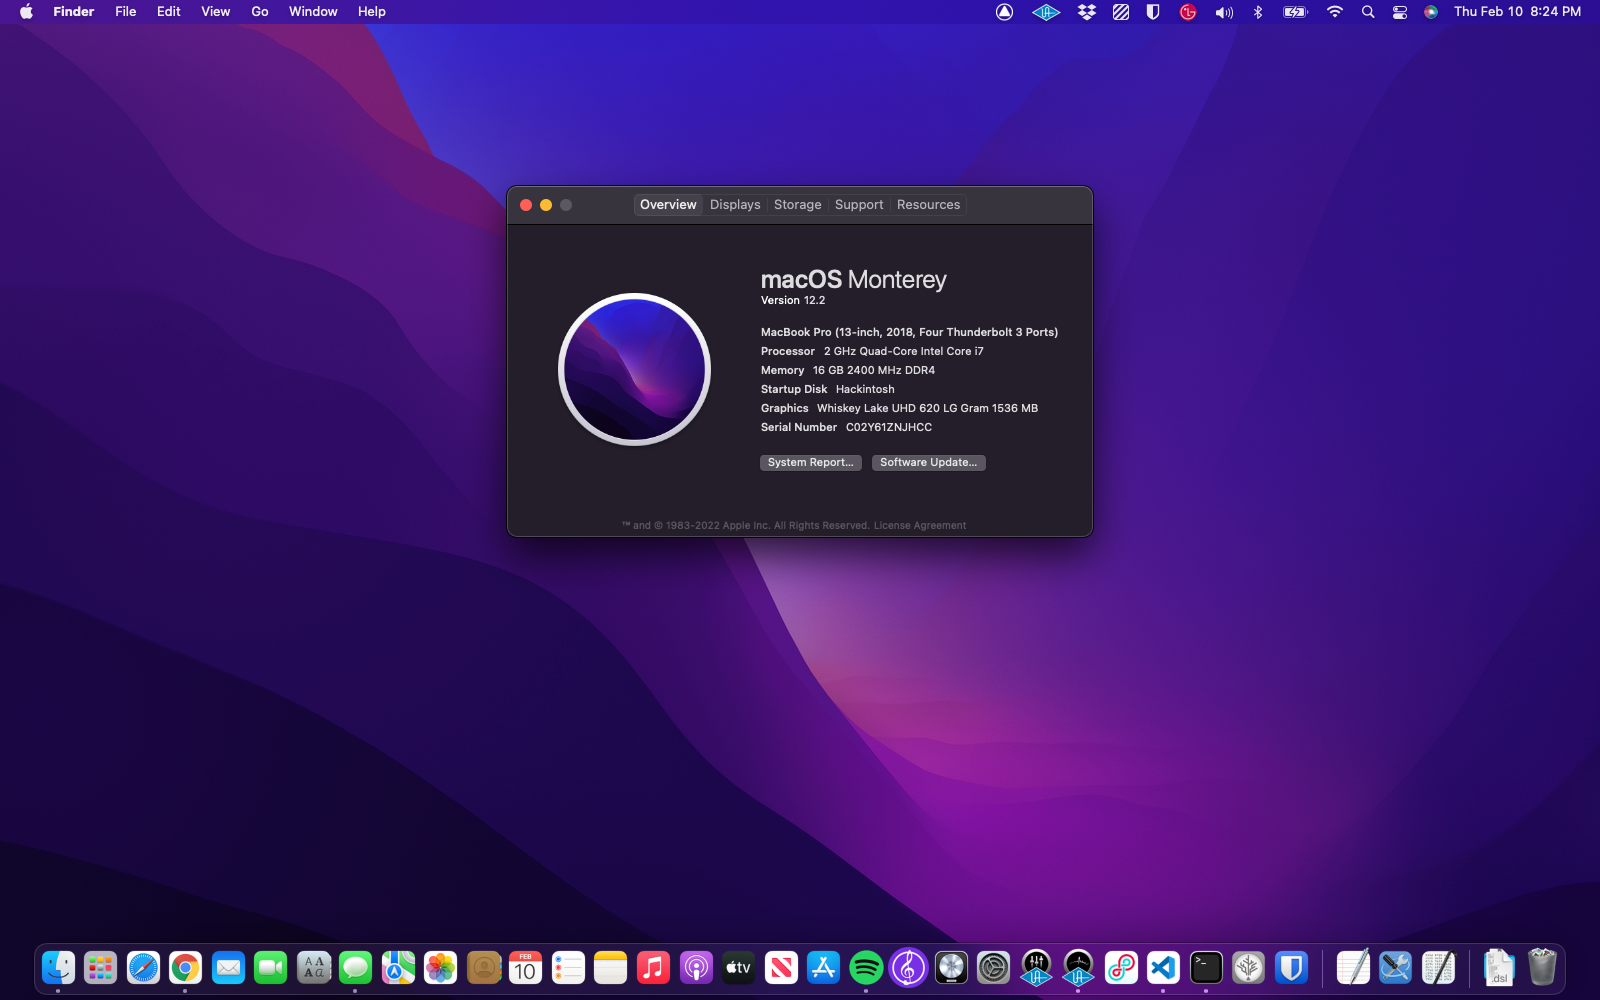 Finder File Edit View Go Window Help Thu Feb 10 8:24 PM
Overview Displays Storage Support Resources
macOS Monterey
Version 12.2
MacBook Pro (13-inch, 2018, Four Thunderbolt 3 Ports)
Processor 2 GHz Quad-Core Intel Core i7
Memory 16 GB 2400 MHz DDR4
Startup Disk Hackintosh
Graphics Whiskey Lake UHD 620 LG Gram 1536 MB
Serial Number C02Y61ZNJHCC
System Report... Software Update...
™ and © 1983-2022 Apple Inc. All Rights Reserved. License Agreement
FEB
10
tv
.dsl